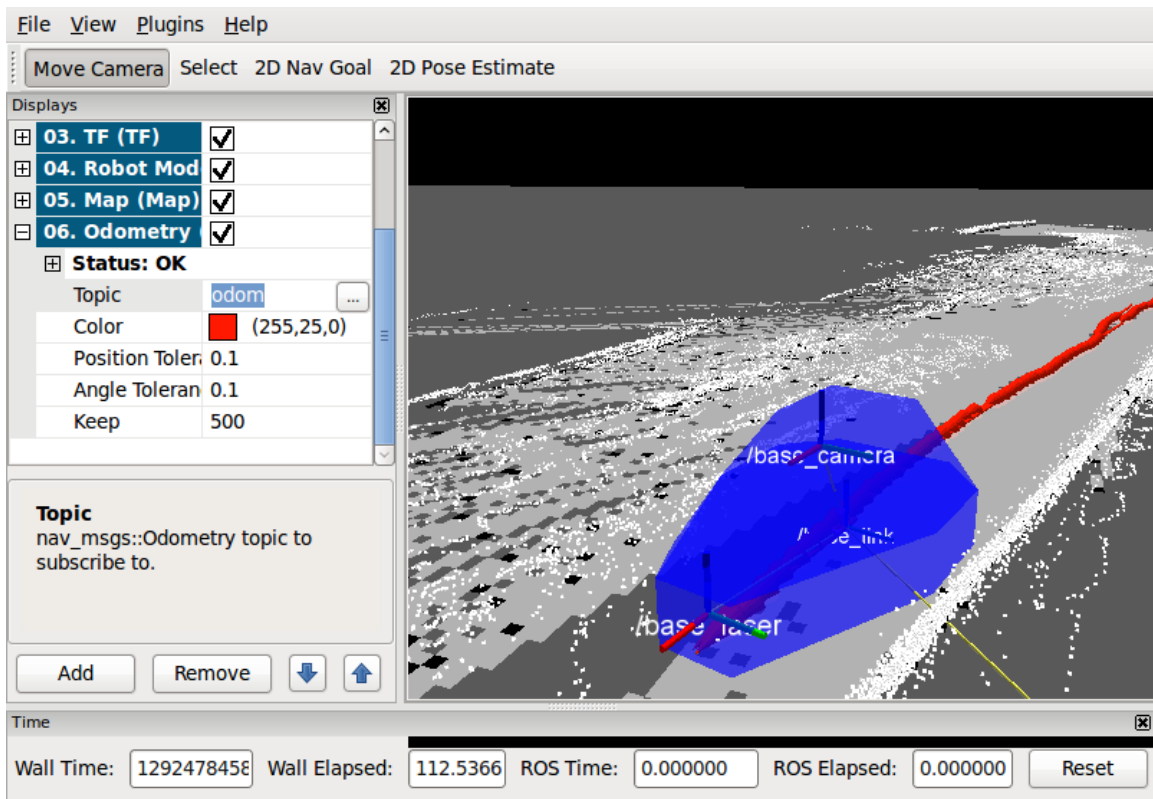 File View Plugins Help
Move Camera Select 2D Nav Goal 2D Pose Estimate
Displays
03. TF (TF)
04. Robot Mod
05. Map (Map)
06. Odometry (
Status: OK
Topic odom ...
Color (255,25,0)
Position Tolera 0.1
Angle Toleran 0.1
Keep 500
Topic
nav_msgs::Odometry topic to
subscribe to.
Add Remove
/base_camera
/base_link
/base_laser
Time
Wall Time: 1292478458 Wall Elapsed: 112.5366 ROS Time: 0.000000 ROS Elapsed: 0.000000 Reset